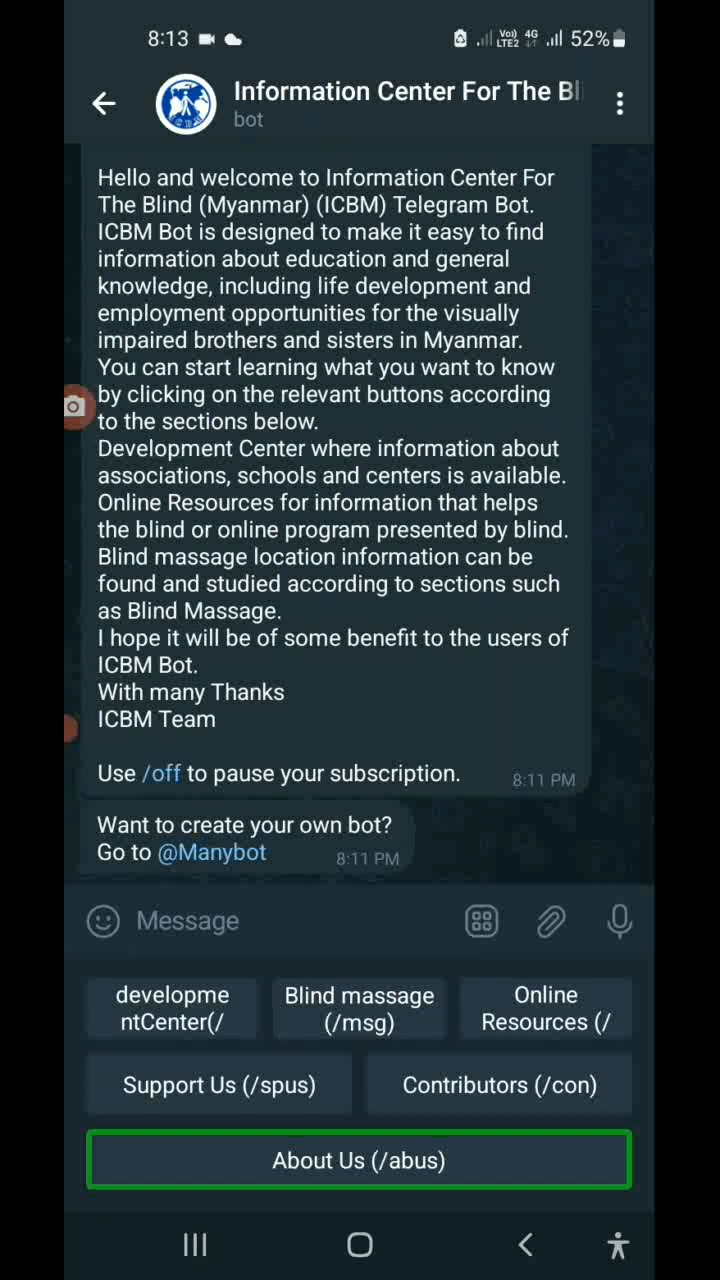 8:13
Vo)) 4G
LTE2
52%
Information Center For The Bl
bot
Hello and welcome to Information Center For
The Blind (Myanmar) (ICBM) Telegram Bot.
ICBM Bot is designed to make it easy to find
information about education and general
knowledge, including life development and
employment opportunities for the visually
impaired brothers and sisters in Myanmar.
You can start learning what you want to know
by clicking on the relevant buttons according
to the sections below.
Development Center where information about
associations, schools and centers is available.
Online Resources for information that helps
the blind or online program presented by blind.
Blind massage location information can be
found and studied according to sections such
as Blind Massage.
I hope it will be of some benefit to the users of
ICBM Bot.
With many Thanks
ICBM Team
Use /off to pause your subscription.
8:11 PM
Want to create your own bot?
Go to @Manybot
8:11 PM
Message
developme
ntCenter(/
Blind massage
(/msg)
Online
Resources (/
Support Us (/spus)
Contributors (/con)
About Us (/abus)